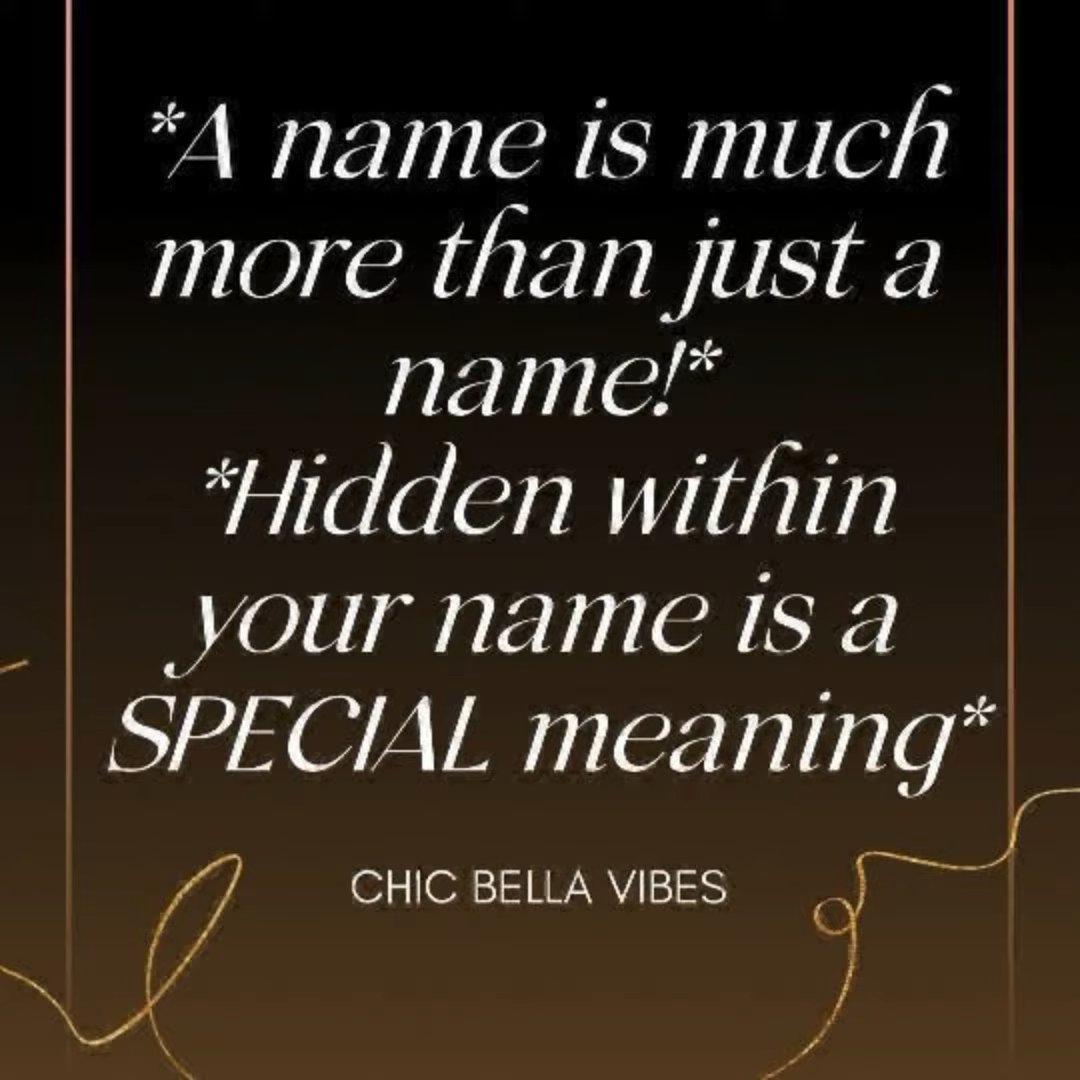 *A name is much
more than just a
name!*
*Hidden within
your name is a
SPECIAL meaning*
CHIC BELLA VIBES